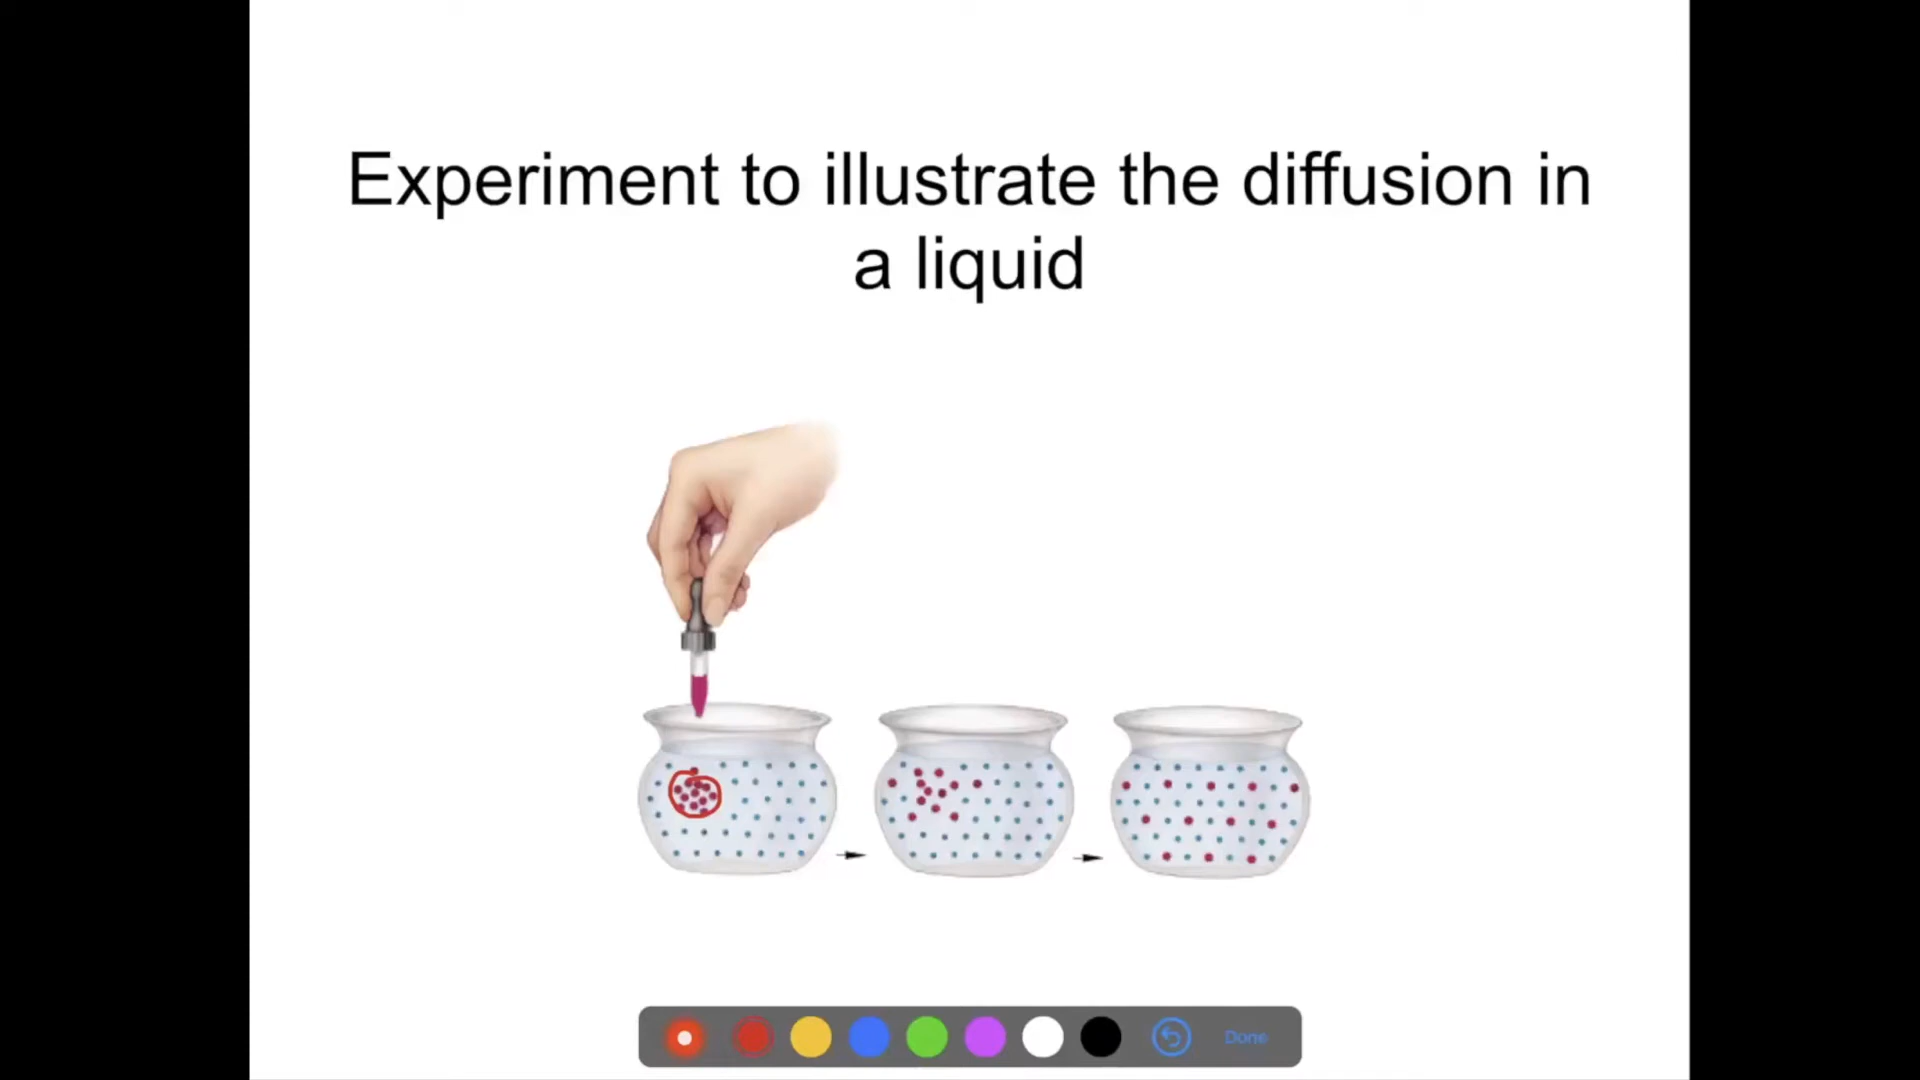 Experiment to illustrate the diffusion in
a liquid
Done